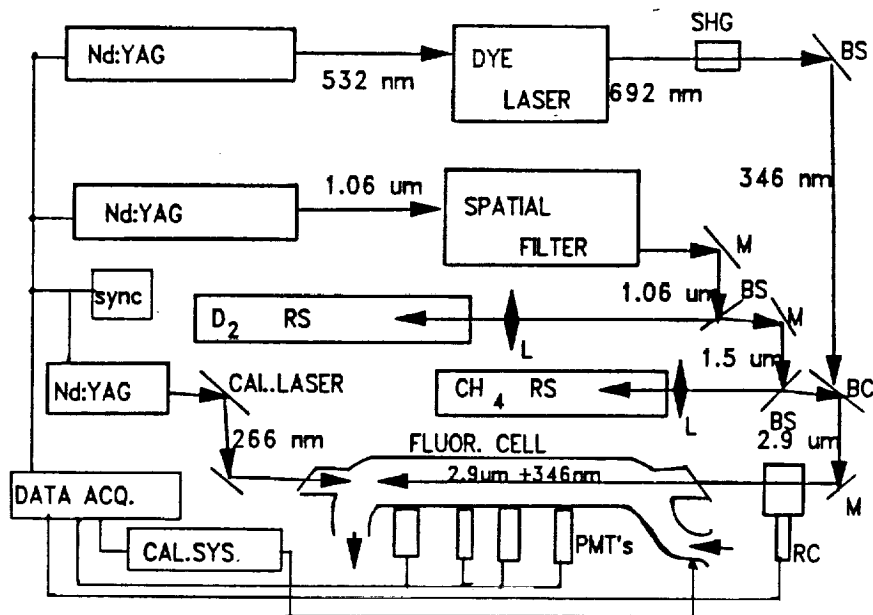 Nd:YAG
532 nm
DYE
LASER
692 nm
SHG
BS
346 nm
Nd:YAG
1.06 um
SPATIAL
FILTER
M
1.06 um
BS
M
sync
D2 RS
L
1.5 um
Nd:YAG
CAL..LASER
CH4 RS
L
BS
BC
2.9 um
266 nm
FLUOR. CELL
2.9um +346nm
M
DATA ACQ.
CAL.SYS.
PMT's
RC